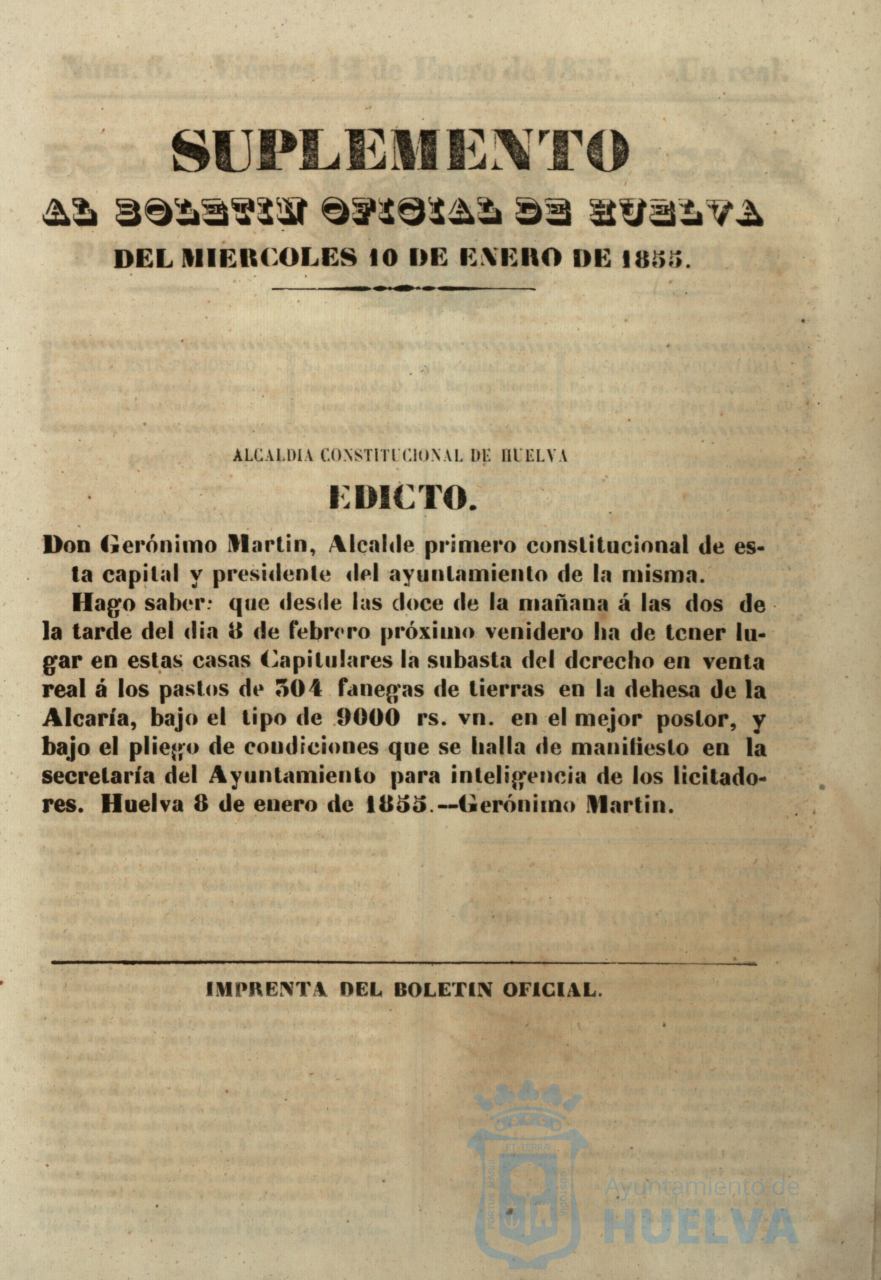 SUPLEMENTO
AL BOLETIN OFICIAL DE HUELVA
DEL MIERCOLES 10 DE ENERO DE 1855.
ALCALDIA CONSTITUCIONAL DE HUELVA
EDICTO.
Don Gerónimo Martin, Alcalde primero constitucional de es-
ta capital y presidente del ayuntamiento de la misma.
Hago saber: que desde las doce de la mañana á las dos de
la tarde del dia 8 de febrero próximo venidero ha de tener lu-
gar en estas casas Capitulares la subasta del derecho en venta
real á los pastos de 304 fanegas de tierras en la dehesa de la
Alcaría, bajo el tipo de 9000 rs. vn. en el mejor postor, y
bajo el pliego de condiciones que se halla de manifiesto en la
secretaría del Ayuntamiento para inteligencia de los licitado-
res. Huelva 8 de enero de 1855.--Gerónimo Martin.
IMPRENTA DEL BOLETIN OFICIAL.
Ayuntamiento de
HUELVA